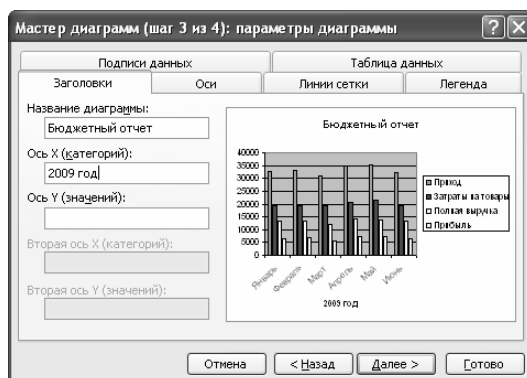 Мастер диаграмм (шаг 3 из 4): параметры диаграммы
Подписи данных
Таблица данных
Заголовки
Оси
Линии сетки
Легенда
Название диаграммы:
Бюджетный отчет
Ось X (категорий):
2009 год
Ось Y (значений):
Вторая ось X (категорий):
Вторая ось Y (значений):
Бюджетный отчет
40000
35000
30000
25000
20000
15000
10000
5000
0
Январь
Февраль
Март
Апрель
Май
Июнь
2009 год
Приход
Затраты на товары
Полная выручка
Прибыль
Отмена
< Назад
Далее >
Готово